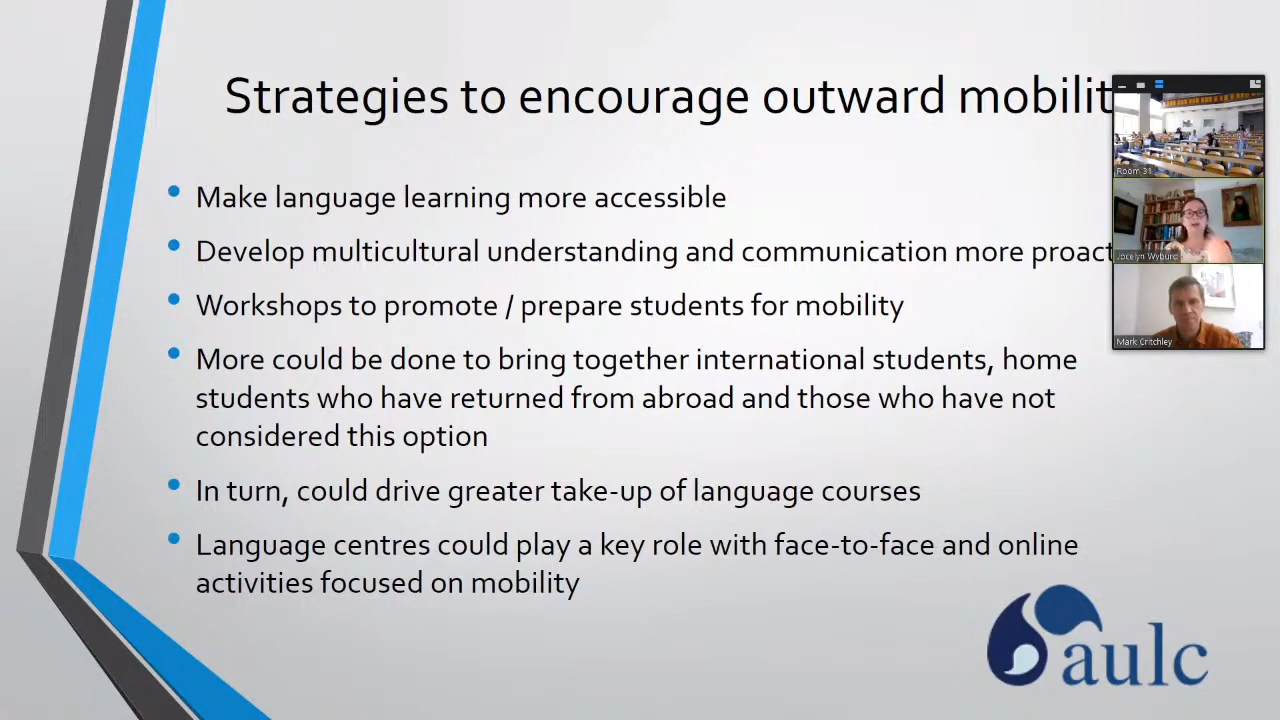 Strategies to encourage outward mobilit
Make language learning more accessible
Develop multicultural understanding and communication more proact
Workshops to promote / prepare students for mobility
More could be done to bring together international students, home
students who have returned from abroad and those who have not
considered this option
In turn, could drive greater take-up of language courses
Language centres could play a key role with face-to-face and online
activities focused on mobility
aulc
Room 31
Jocelyn Wyburd
Mark Critchley